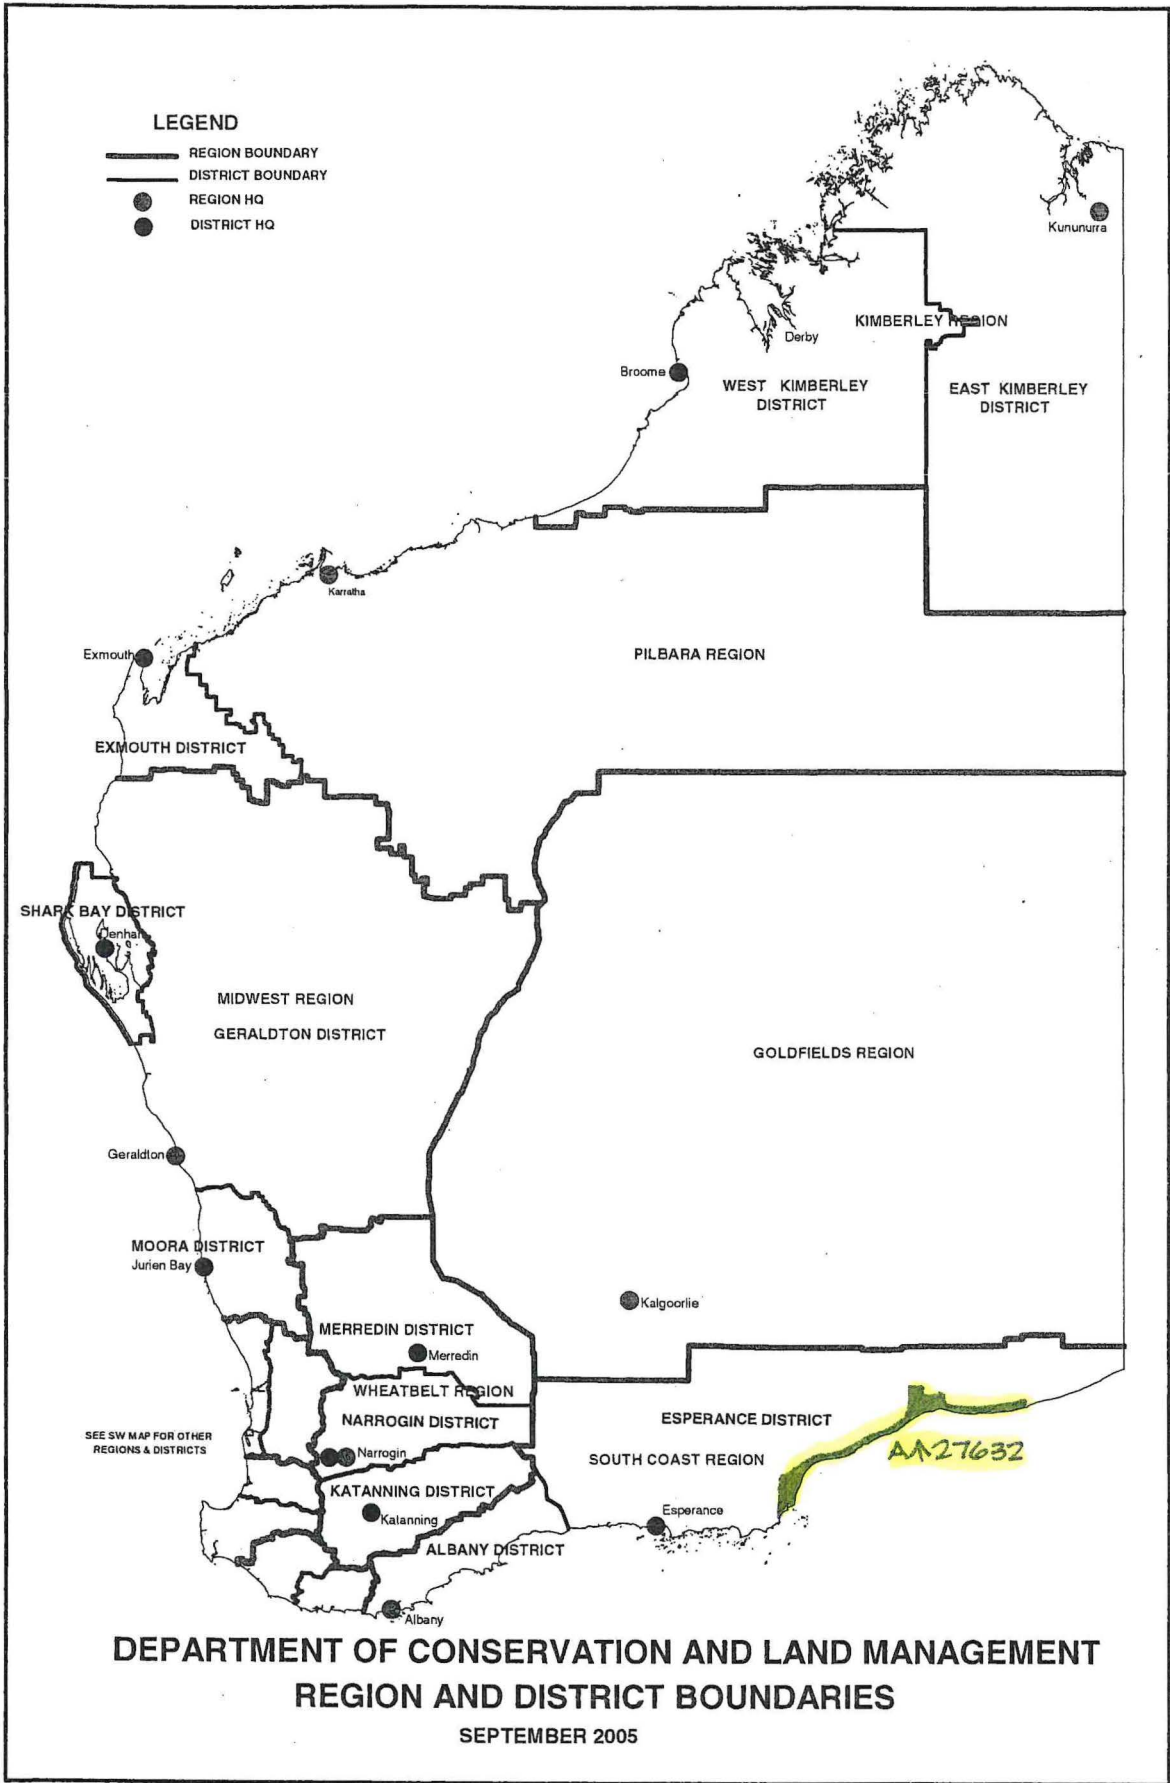 LEGEND
REGION BOUNDARY
DISTRICT BOUNDARY
REGION HQ
DISTRICT HQ
Kununurra
KIMBERLEY REGION
Derby
Broome
WEST KIMBERLEY
DISTRICT
EAST KIMBERLEY
DISTRICT
Karratha
Exmouth
PILBARA REGION
EXMOUTH DISTRICT
SHARK BAY DISTRICT
Denham
MIDWEST REGION
GERALDTON DISTRICT
GOLDFIELDS REGION
Geraldton
MOORA DISTRICT
Jurien Bay
Kalgoorlie
MERREDIN DISTRICT
Merredin
WHEATBELT REGION
NARROGIN DISTRICT
ESPERANCE DISTRICT
SEE SW MAP FOR OTHER
REGIONS & DISTRICTS
Narrogin
SOUTH COAST REGION
27632
KATANNING DISTRICT
Katanning
Esperance
ALBANY DISTRICT
Albany
DEPARTMENT OF CONSERVATION AND LAND MANAGEMENT
REGION AND DISTRICT BOUNDARIES
SEPTEMBER 2005